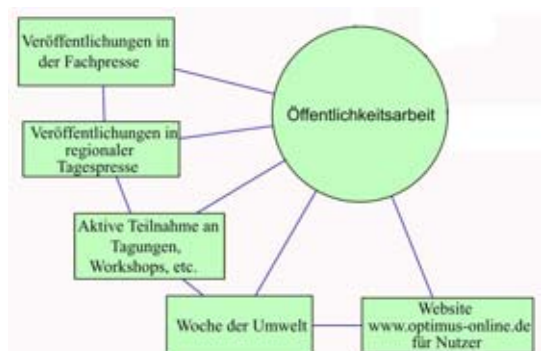 Veröffentlichungen in
der Fachpresse
Öffentlichkeitsarbeit
Veröffentlichungen in
regionaler
Tagespresse
Aktive Teilnahme an
Tagungen,
Workshops, etc.
Woche der Umwelt
Website
www.optimus-online.de
für Nutzer